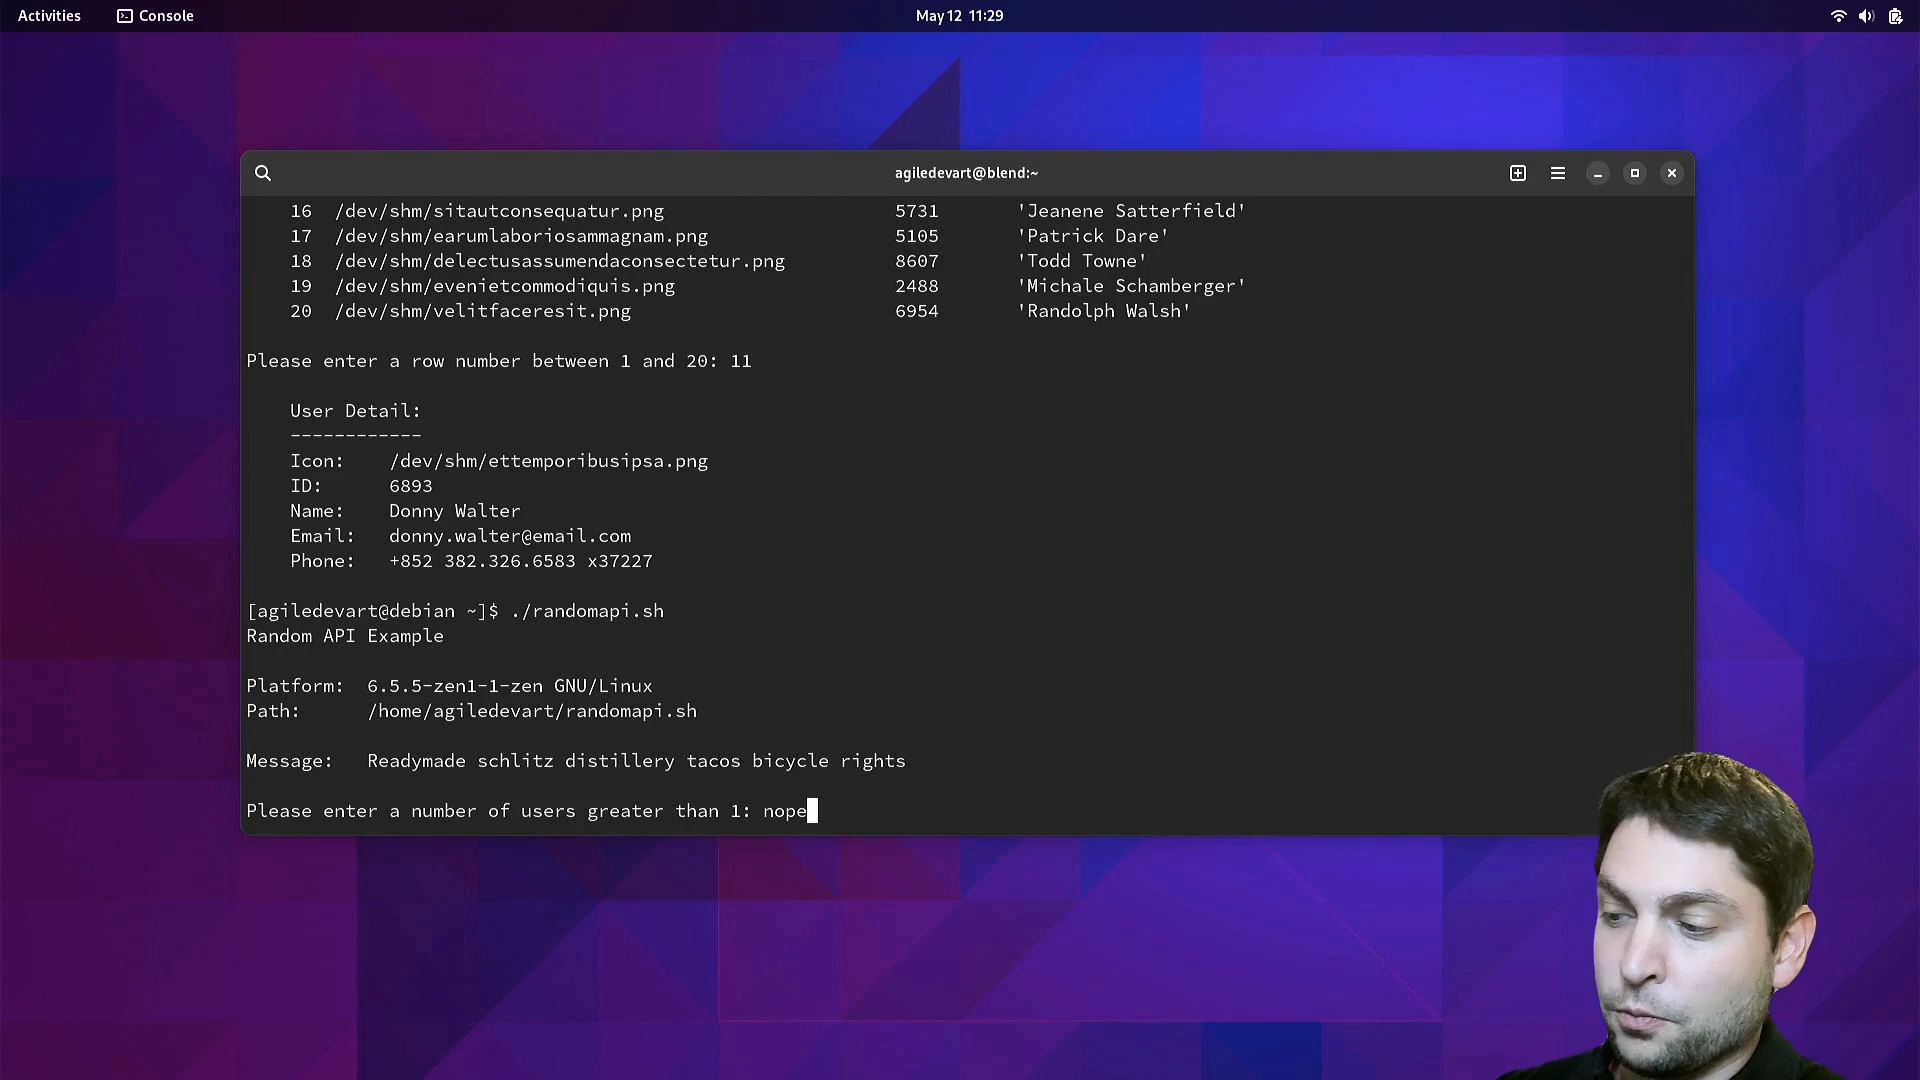 Activities Console May 12 11:29
agiledevart@blend:~
16 /dev/shm/sitautconsequatur.png 5731 'Jeanene Satterfield'
17 /dev/shm/earumlaboriosammagnam.png 5105 'Patrick Dare'
18 /dev/shm/delectusassumendaconsectetur.png 8607 'Todd Towne'
19 /dev/shm/evenietcommodiquis.png 2488 'Michale Schamberger'
20 /dev/shm/velitfaceresit.png 6954 'Randolph Walsh'
Please enter a row number between 1 and 20: 11
User Detail:
------------
Icon: /dev/shm/ettemporibusipsa.png
ID: 6893
Name: Donny Walter
Email: donny.walter@email.com
Phone: +852 382.326.6583 x37227
[agiledevart@debian ~]$ ./randomapi.sh
Random API Example
Platform: 6.5.5-zen1-1-zen GNU/Linux
Path: /home/agiledevart/randomapi.sh
Message: Readymade schlitz distillery tacos bicycle rights
Please enter a number of users greater than 1: nope